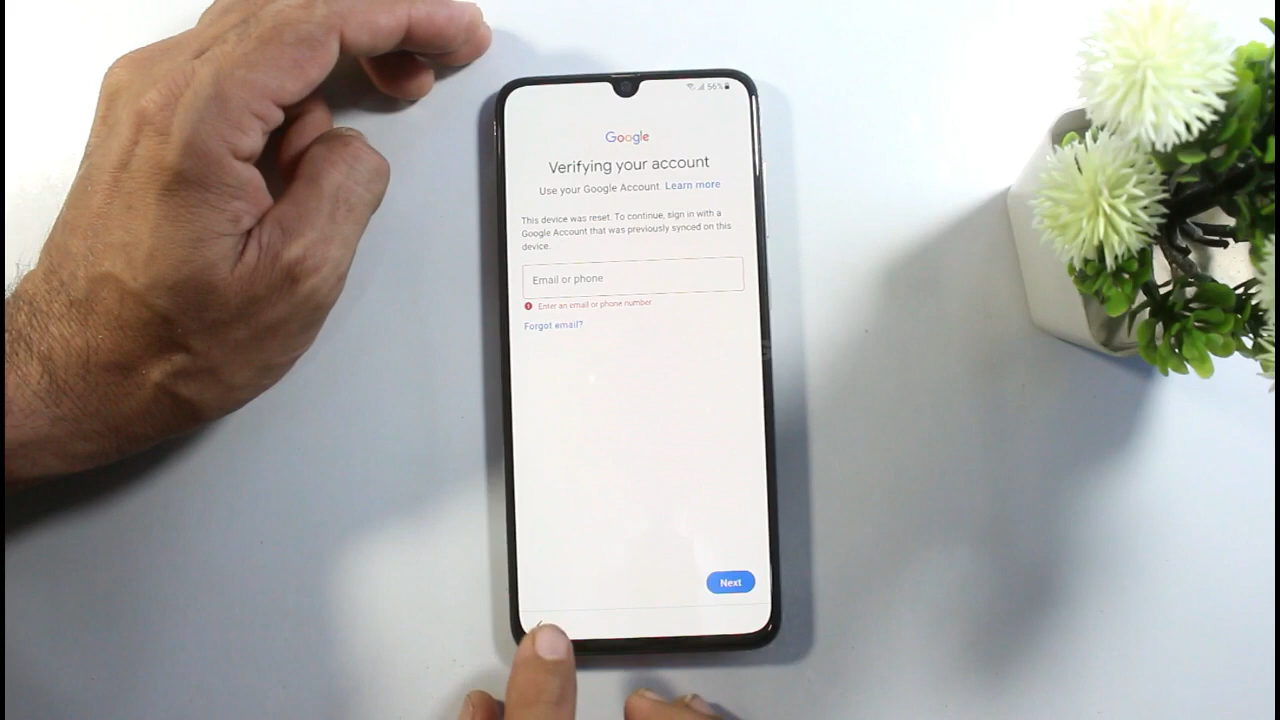 56%
Google
Verifying your account
Use your Google Account Learn more
This device was reset. To continue, sign in with a
Google Account that was previously synced on this
device.
Email or phone
Enter an email or phone number
Forgot email?
Next